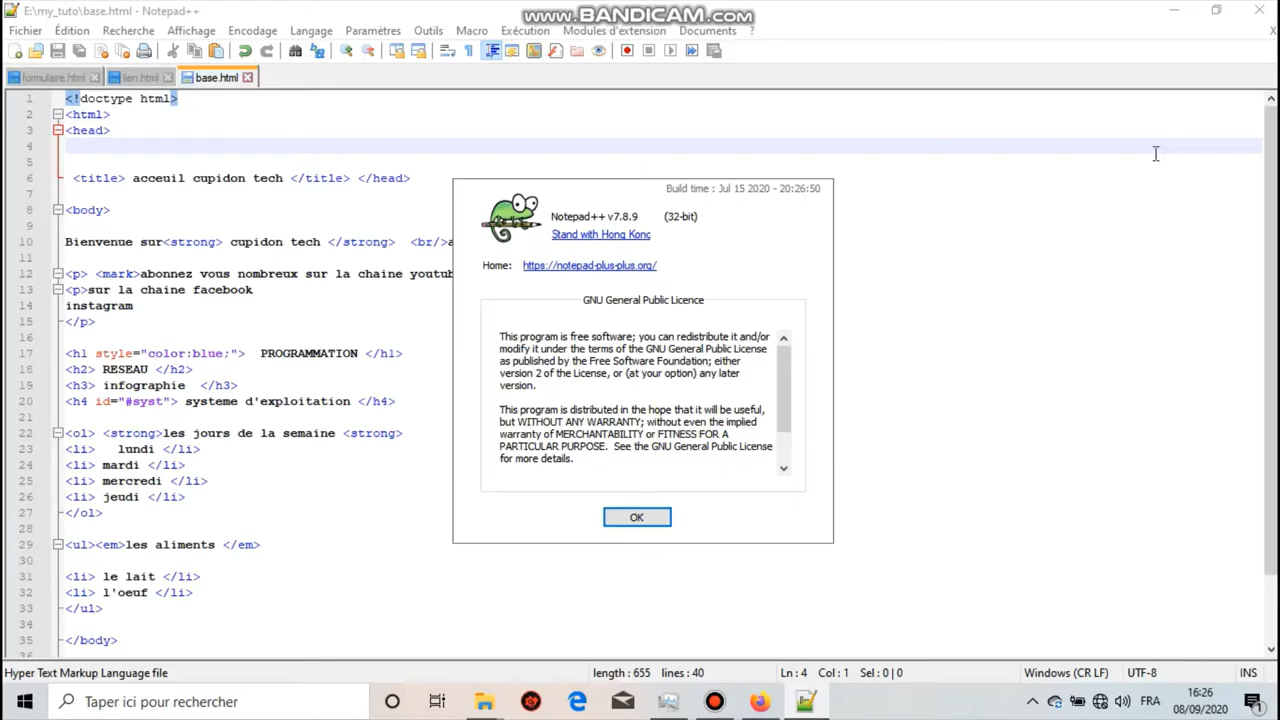 E:\my_tuto\base.html - Notepad++
www.BANDICAM.com
Fichier Édition Recherche Affichage Encodage Langage Paramètres Outils Macro Exécution Modules d'extensions Documents ? X
formulaire.html lien.html base.html
1 <!doctype html>
2 <html>
3 <head>
4
5
6 <title> acceuil cupidon tech </title> </head>
7
8 <body>
9
10 Bienvenue sur<strong> cupidon tech </strong> <br/>a
11
12 <p> <mark>abonnez vous nombreux sur la chaine youtub
13 <p>sur la chaine facebook
14 instagram
15 </p>
16
17 <h1 style="color:blue;"> PROGRAMMATION </h1>
18 <h2> RESEAU </h2>
19 <h3> infographie </h3>
20 <h4 id="#syst"> systeme d'exploitation </h4>
21
22 <ol> <strong>les jours de la semaine <strong>
23 <li> lundi </li>
24 <li> mardi </li>
25 <li> mercredi </li>
26 <li> jeudi </li>
27 </ol>
28
29 <ul><em>les aliments </em>
30
31 <li> le lait </li>
32 <li> l'oeuf </li>
33 </ul>
34
35 </body>
Build time : Jul 15 2020 - 20:26:50
Notepad++ v7.8.9 (32-bit)
Stand with Hong Kong
Home: https://notepad-plus-plus.org/
GNU General Public Licence
This program is free software; you can redistribute it and/or
modify it under the terms of the GNU General Public License
as published by the Free Software Foundation; either
version 2 of the License, or (at your option) any later
version.
This program is distributed in the hope that it will be useful,
but WITHOUT ANY WARRANTY; without even the implied
warranty of MERCHANTABILITY or FITNESS FOR A
PARTICULAR PURPOSE. See the GNU General Public License
for more details.
OK
Hyper Text Markup Language file length : 655 lines : 40 Ln : 4 Col : 1 Sel : 0 | 0 Windows (CR LF) UTF-8 INS
Taper ici pour rechercher
FRA
16:26
08/09/2020
1